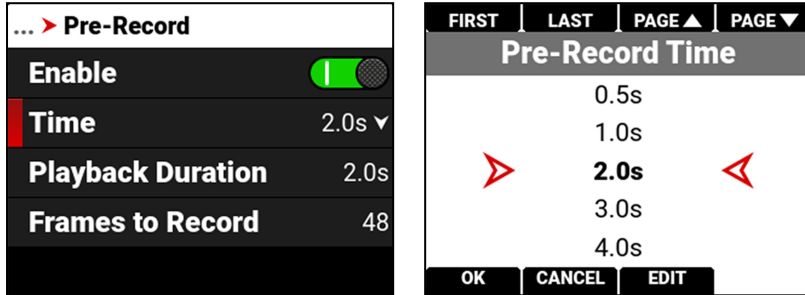 ... > Pre-Record
Enable
Time 2.0s
Playback Duration 2.0s
Frames to Record 48
FIRST LAST PAGE▲ PAGE▼
Pre-Record Time
0.5s
1.0s
2.0s
3.0s
4.0s
OK CANCEL EDIT